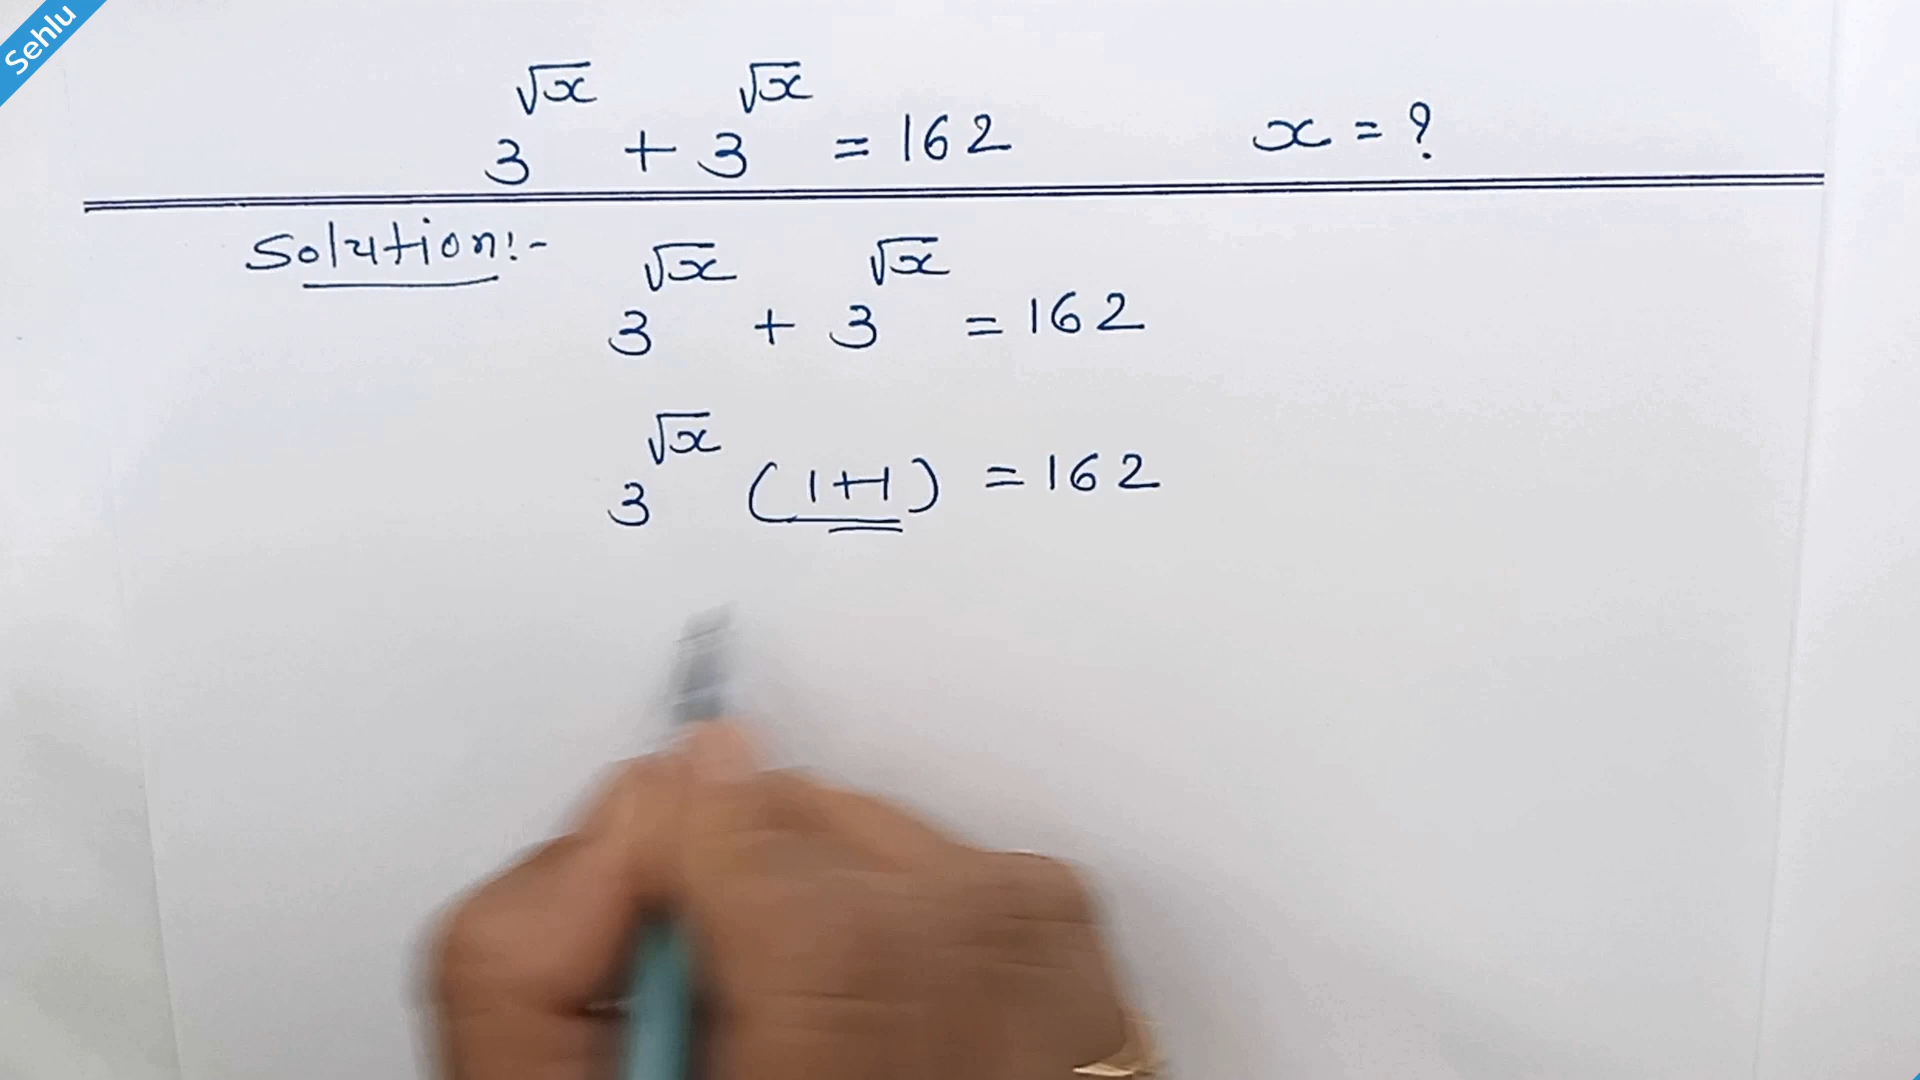 Sehlu
3^√x + 3^√x = 162 x = ?
Solution:- 3^√x + 3^√x = 162
3^√x (1+1) = 162